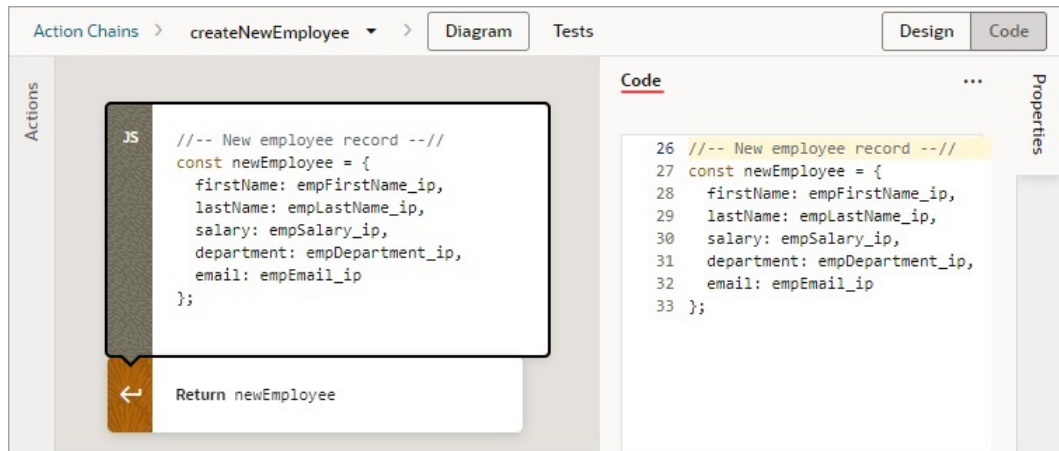 Action Chains > createNewEmployee > Diagram Tests Design Code
Actions
JS
//-- New employee record --//
const newEmployee = {
  firstName: empFirstName_ip,
  lastName: empLastName_ip,
  salary: empSalary_ip,
  department: empDepartment_ip,
  email: empEmail_ip
};
Return newEmployee
Code ...
26 //-- New employee record --//
27 const newEmployee = {
28   firstName: empFirstName_ip,
29   lastName: empLastName_ip,
30   salary: empSalary_ip,
31   department: empDepartment_ip,
32   email: empEmail_ip
33 };
Properties